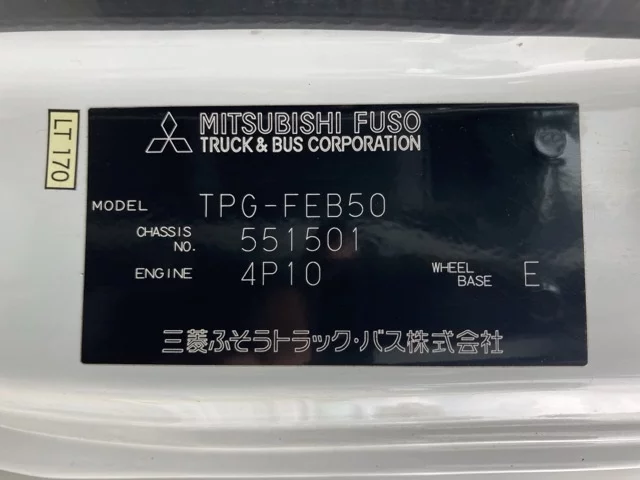 LT 170
MITSUBISHI FUSO
TRUCK & BUS CORPORATION
MODEL TPG-FEB50
CHASSIS NO. 551501
ENGINE 4P10 WHEEL BASE E
三菱ふそうトラック・バス株式会社